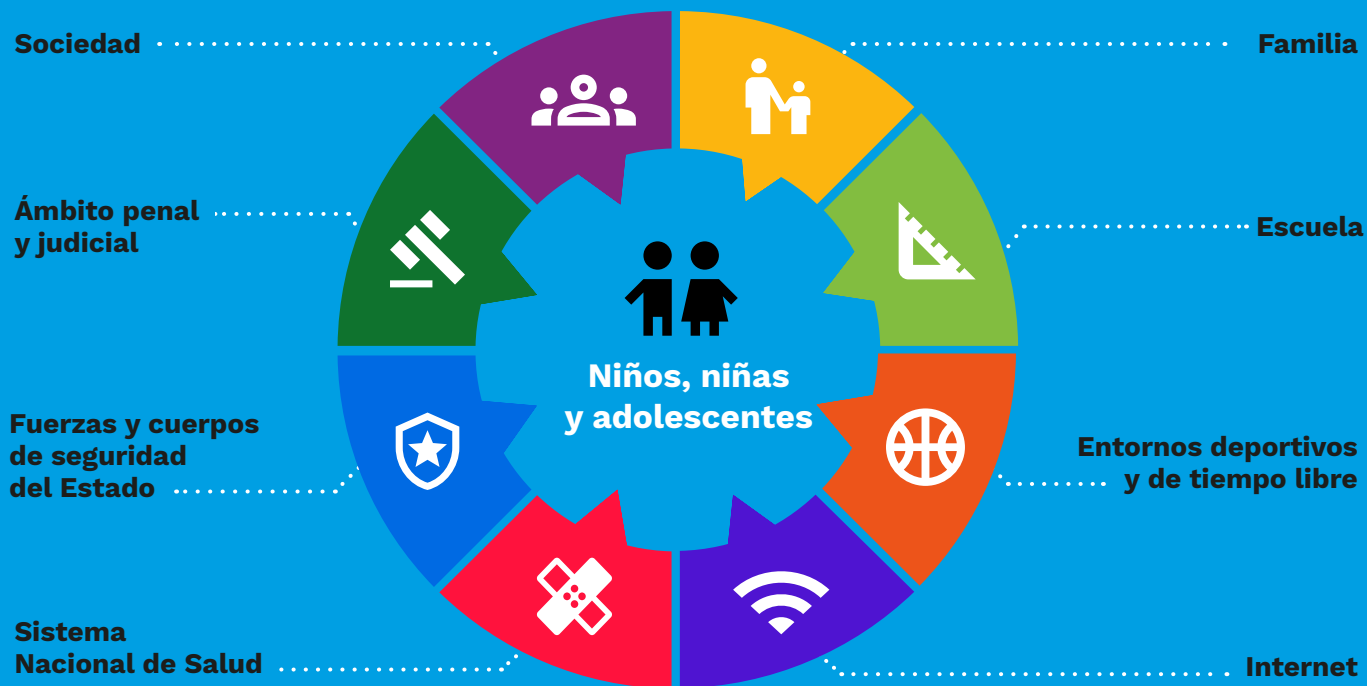 Sociedad
Familia
Ámbito penal
y judicial
Escuela
Niños, niñas
y adolescentes
Fuerzas y cuerpos
de seguridad
del Estado
Entornos deportivos
y de tiempo libre
Sistema
Nacional de Salud
Internet